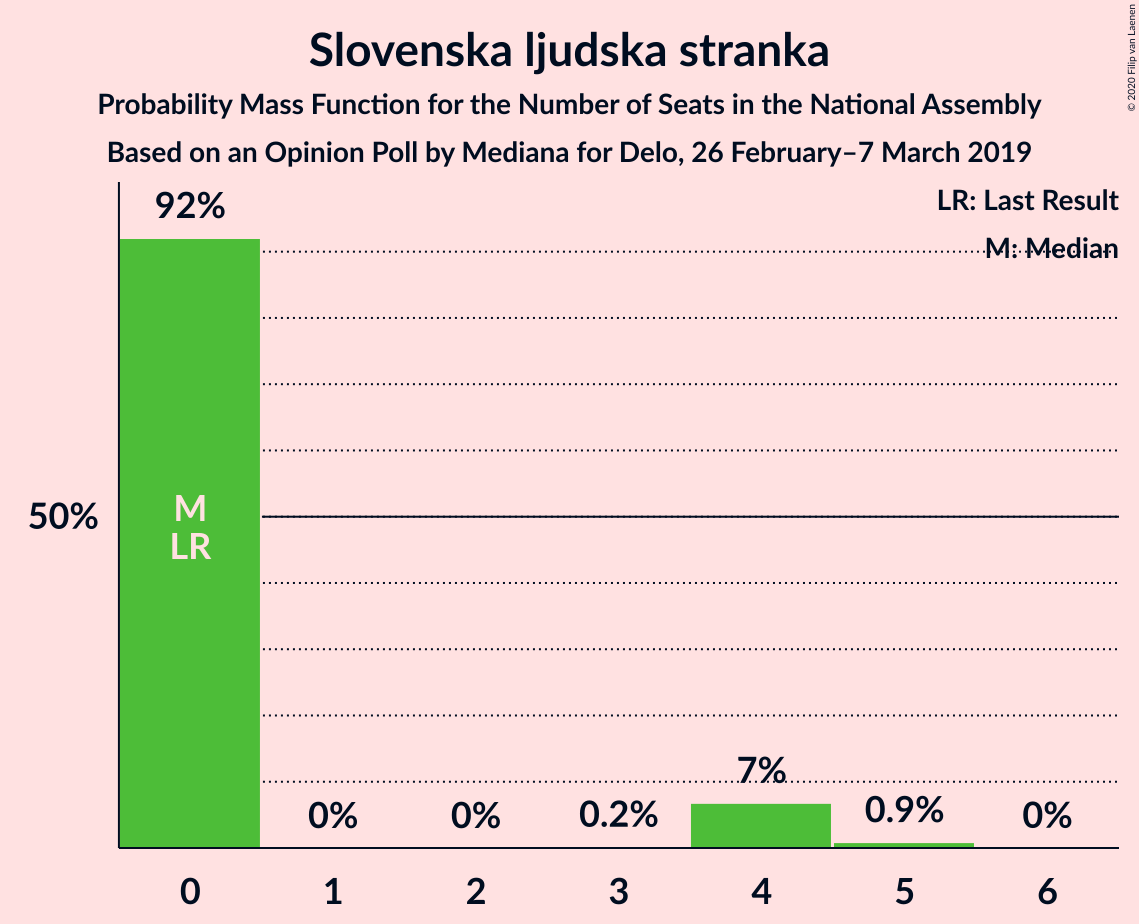 Slovenska ljudska stranka
Probability Mass Function for the Number of Seats in the National Assembly
Based on an Opinion Poll by Mediana for Delo, 26 February–7 March 2019
© 2020 Filip van Laenen
LR: Last Result
M: Median
92%
50%
M
LR
0%
0%
0.2%
7%
0.9%
0%
0
1
2
3
4
5
6